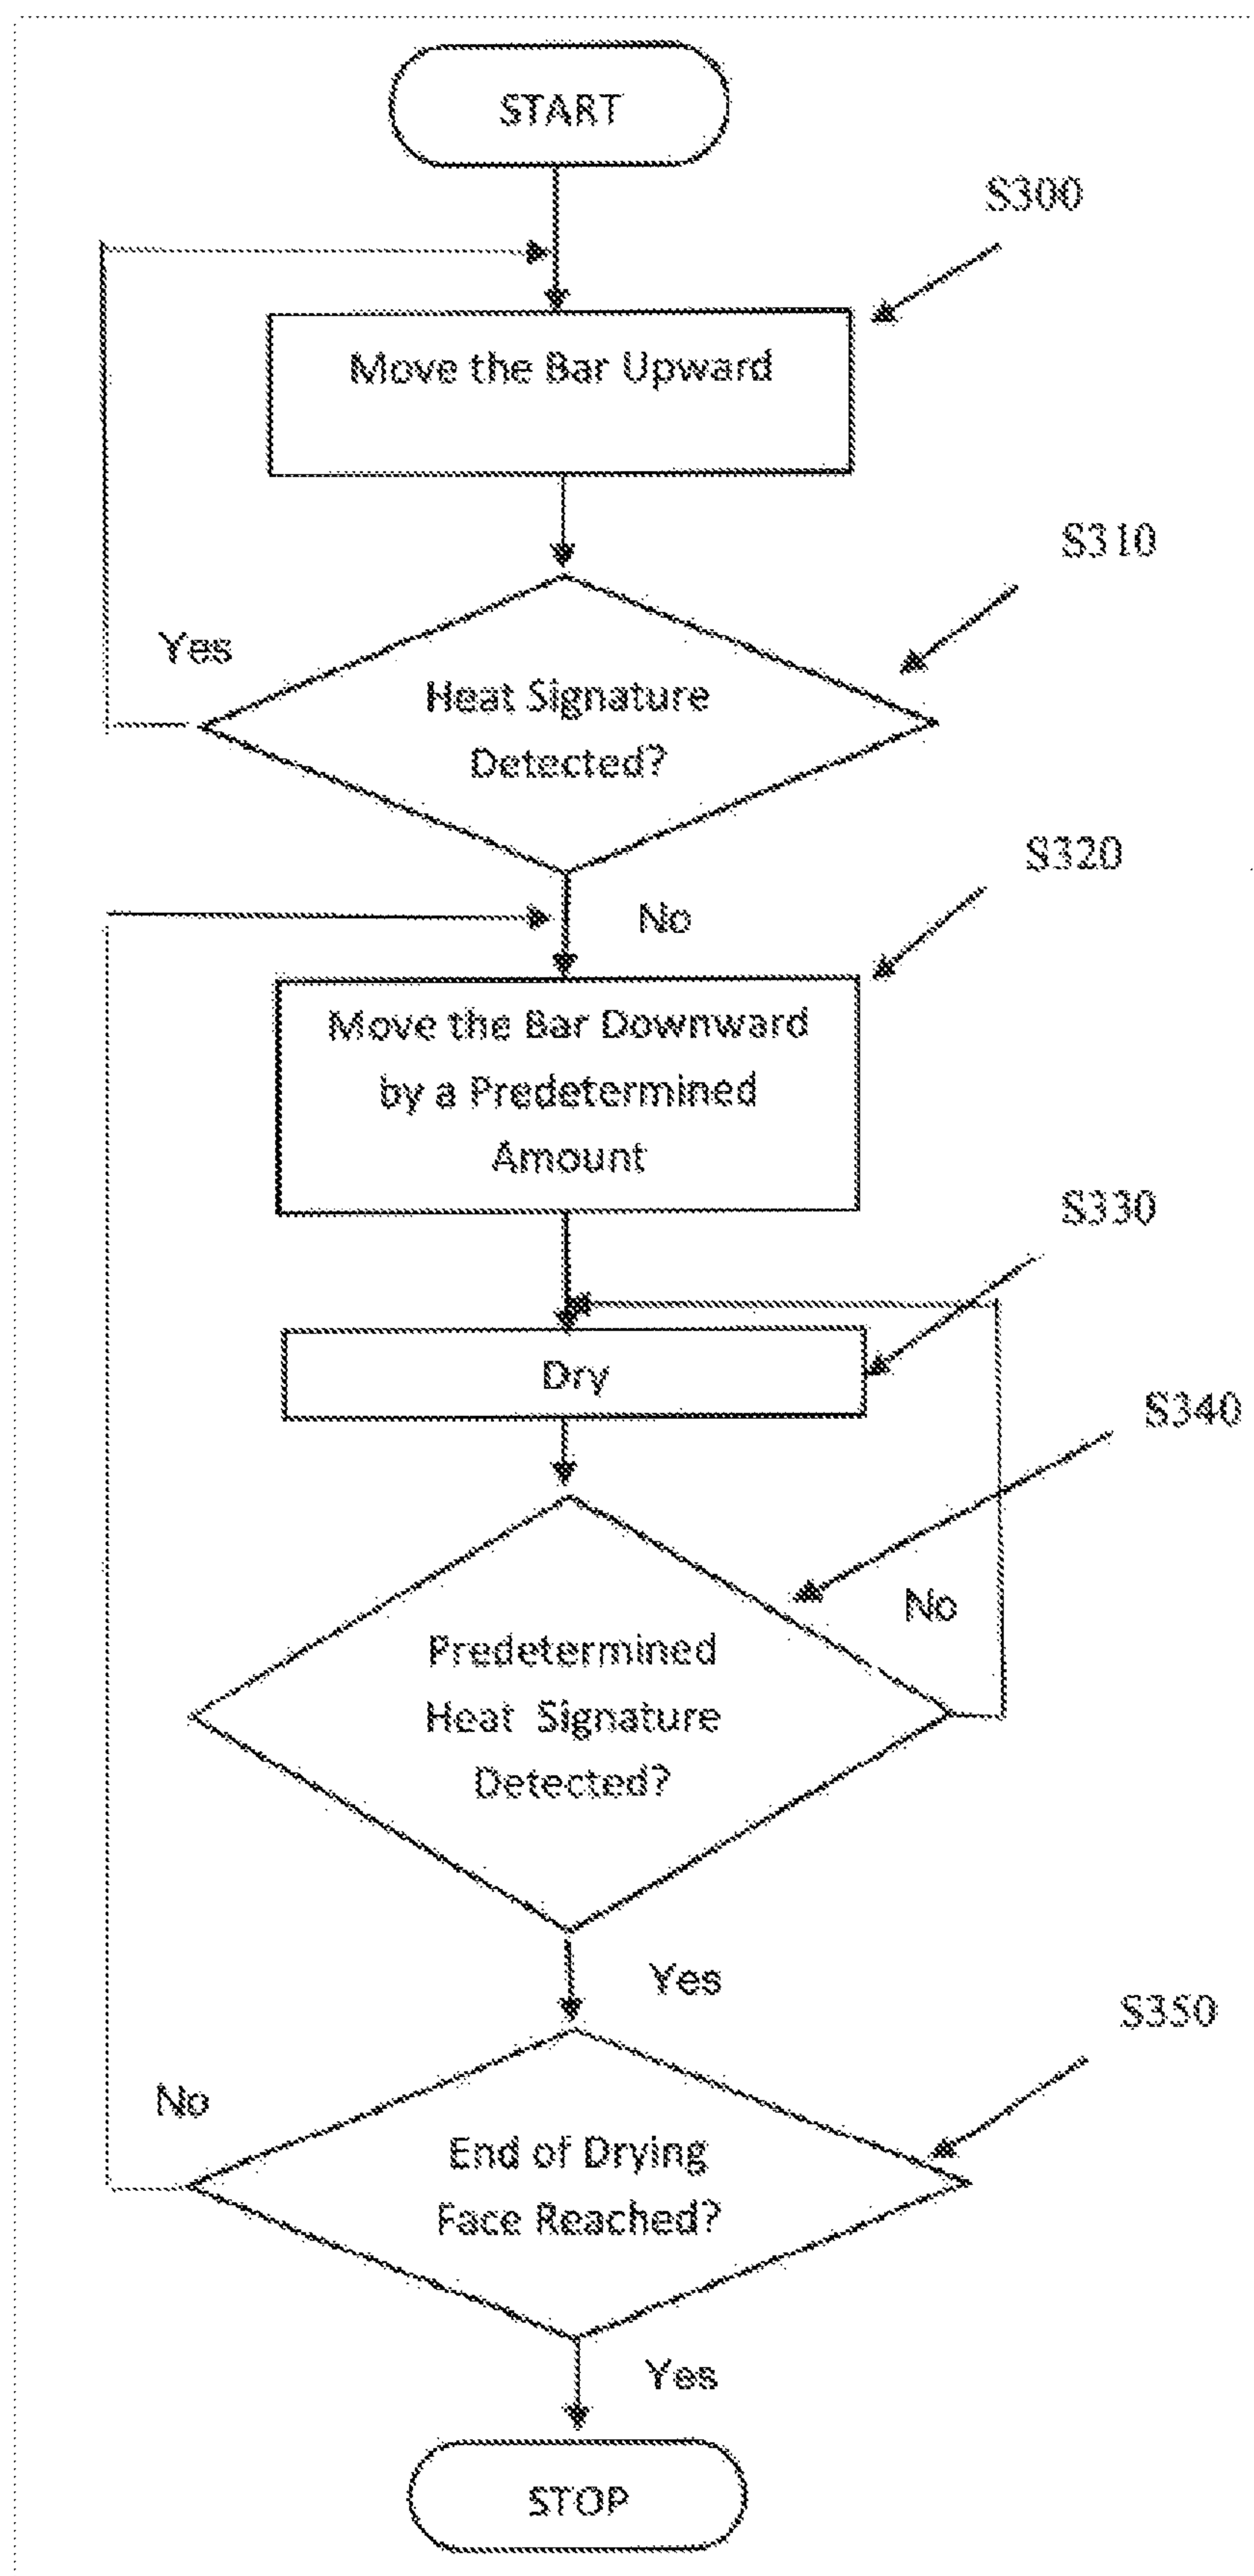 START
S300
Move the Bar Upward
S310
Yes
Heat Signature
Detected?
S320
No
Move the Bar Downward
by a Predetermined
Amount
S330
Dry
S340
No
Predetermined
Heat Signature
Detected?
Yes
S350
No
End of Drying
Face Reached?
Yes
STOP